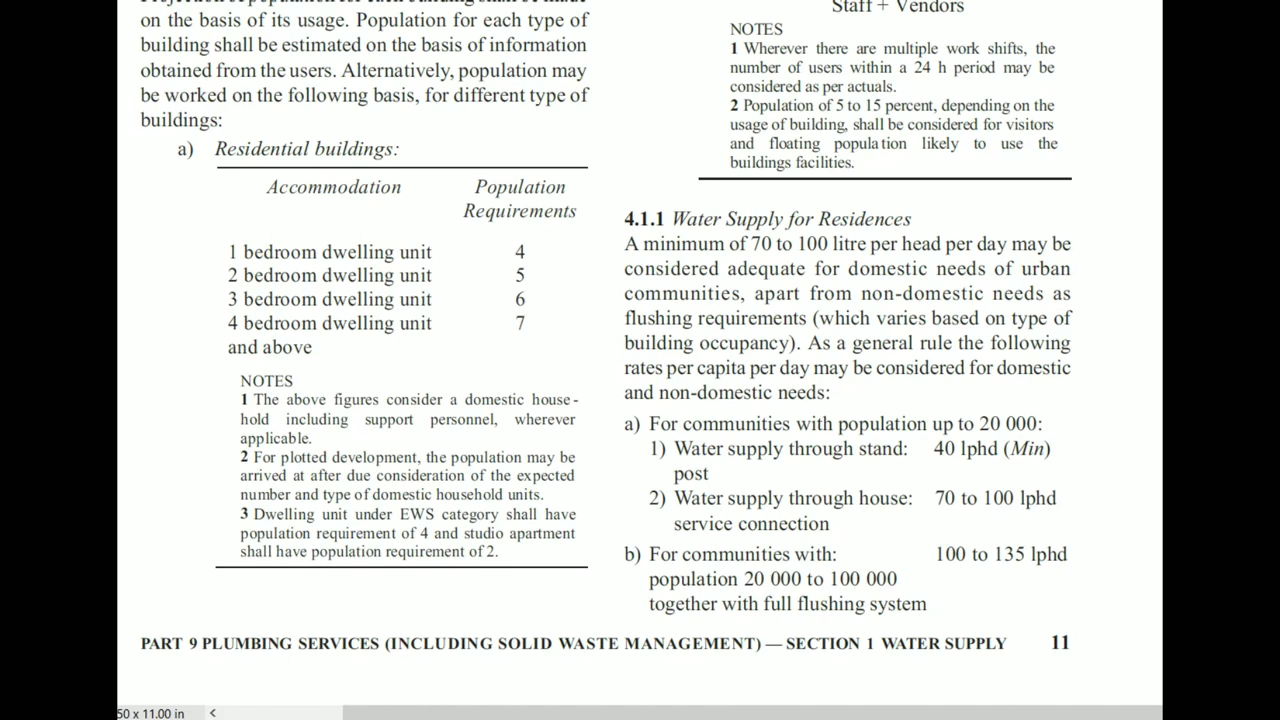 on the basis of its usage. Population for each type of
building shall be estimated on the basis of information
obtained from the users. Alternatively, population may
be worked on the following basis, for different type of
buildings:
a) Residential buildings:
Accommodation Population
Requirements
1 bedroom dwelling unit 4
2 bedroom dwelling unit 5
3 bedroom dwelling unit 6
4 bedroom dwelling unit 7
and above
NOTES
1 The above figures consider a domestic house-
hold including support personnel, wherever
applicable.
2 For plotted development, the population may be
arrived at after due consideration of the expected
number and type of domestic household units.
3 Dwelling unit under EWS category shall have
population requirement of 4 and studio apartment
shall have population requirement of 2.
Staff + Vendors
NOTES
1 Wherever there are multiple work shifts, the
number of users within a 24 h period may be
considered as per actuals.
2 Population of 5 to 15 percent, depending on the
usage of building, shall be considered for visitors
and floating population likely to use the
buildings facilities.
4.1.1 Water Supply for Residences
A minimum of 70 to 100 litre per head per day may be
considered adequate for domestic needs of urban
communities, apart from non-domestic needs as
flushing requirements (which varies based on type of
building occupancy). As a general rule the following
rates per capita per day may be considered for domestic
and non-domestic needs:
a) For communities with population up to 20 000:
1) Water supply through stand: 40 lphd (Min)
post
2) Water supply through house: 70 to 100 lphd
service connection
b) For communities with: 100 to 135 lphd
population 20 000 to 100 000
together with full flushing system
PART 9 PLUMBING SERVICES (INCLUDING SOLID WASTE MANAGEMENT) — SECTION 1 WATER SUPPLY 11
50 x 11.00 in <